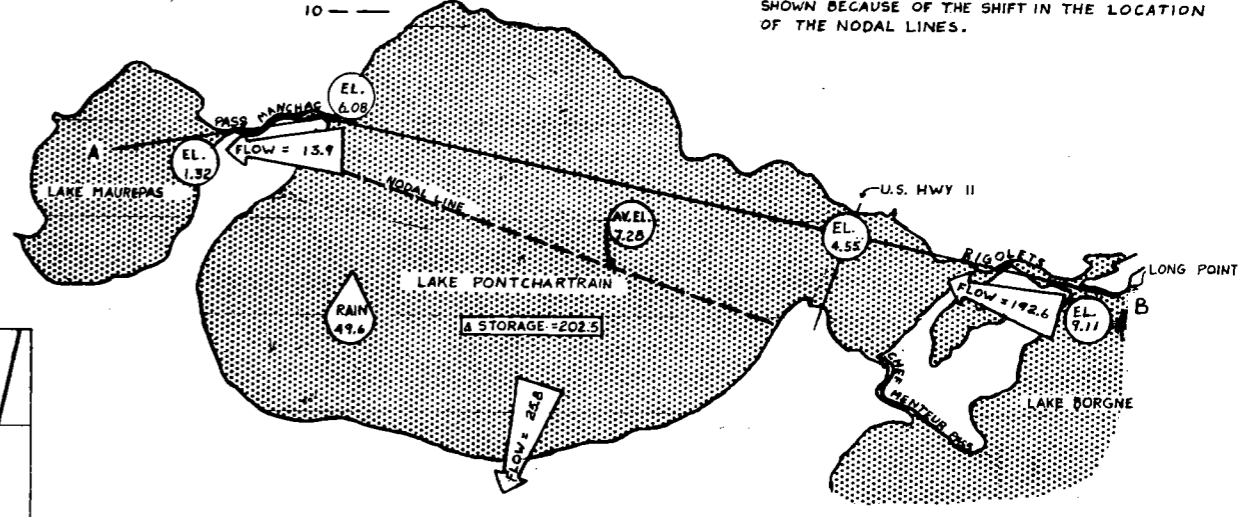 10
SHOWN BECAUSE OF THE SHIFT IN THE LOCATION
OF THE NODAL LINES.
EL.
6.08
PASS MANCHAC
A
EL.
1.32
FLOW = 13.9
LAKE MAUREPAS
NODAL LINE
U.S. HWY 11
AV. EL.
7.28
EL.
4.55
RIGOLETS
LONG POINT
LAKE PONTCHARTRAIN
FLOW = 192.6
B
EL.
9.11
RAIN
49.6
Δ STORAGE = 202.5
CHEF
MENTEUR PASS
LAKE BORGNE
FLOW = 25.8